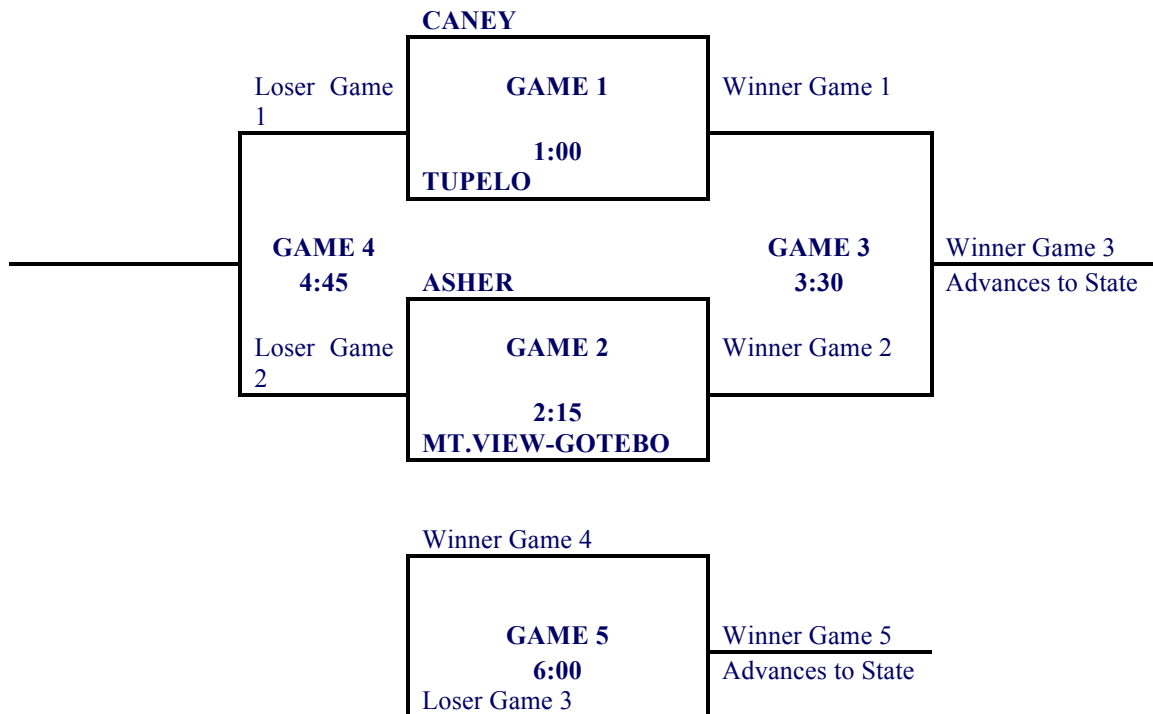 CANEY
Loser Game
1
GAME 1
Winner Game 1
1:00
TUPELO
GAME 4
4:45
GAME 3
3:30
Winner Game 3
Advances to State
ASHER
Loser Game
2
GAME 2
Winner Game 2
2:15
MT.VIEW-GOTEBO
Winner Game 4
GAME 5
6:00
Winner Game 5
Advances to State
Loser Game 3